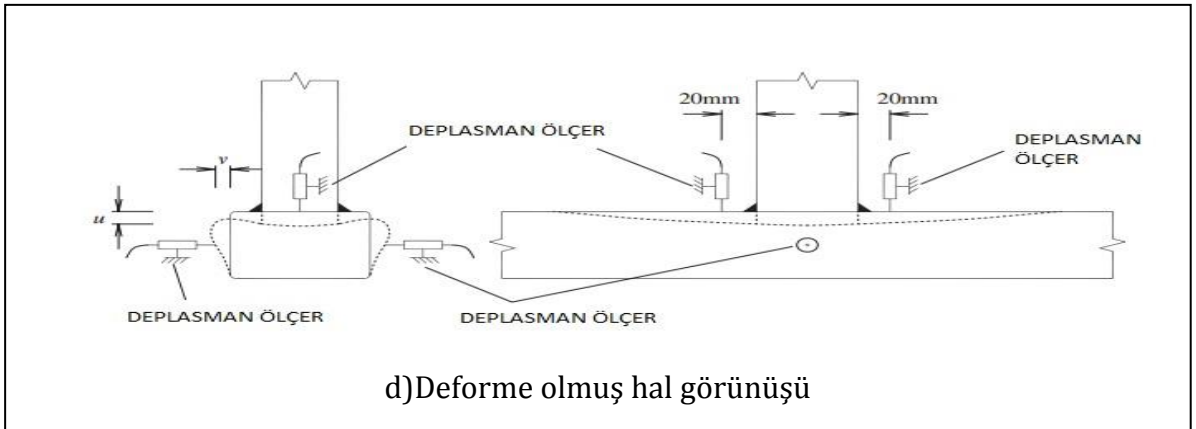 20mm
20mm
DEPLASMAN ÖLÇER
DEPLASMAN
ÖLÇER
v
u
DEPLASMAN ÖLÇER
DEPLASMAN ÖLÇER
d)Deforme olmuş hal görünüşü